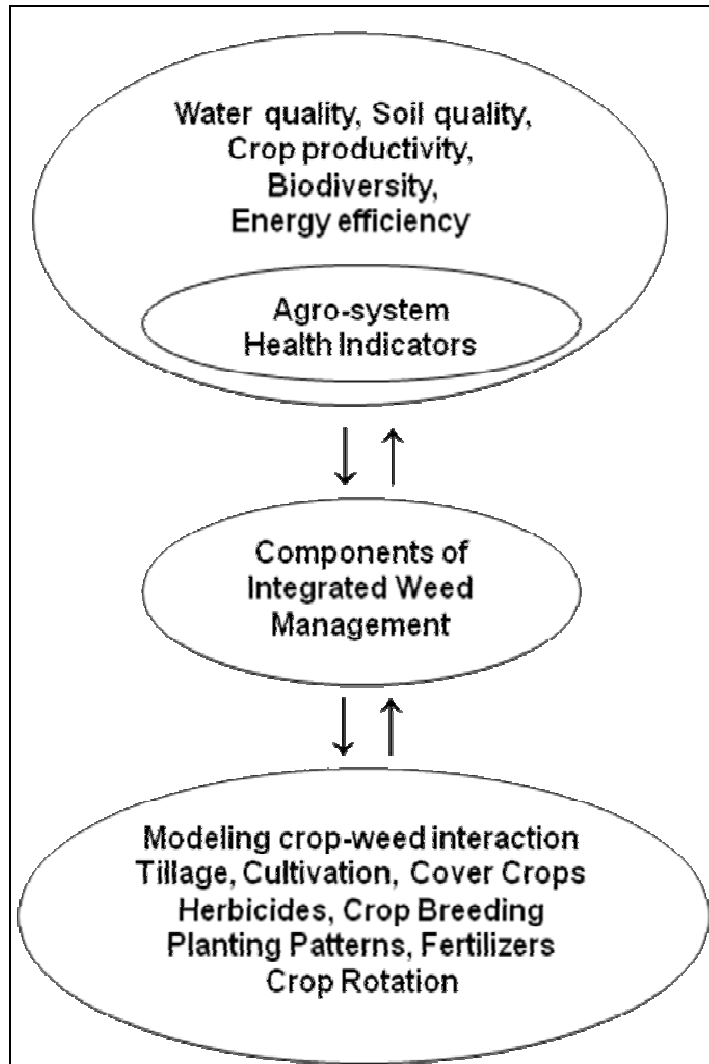 Water quality, Soil quality,
Crop productivity,
Biodiversity,
Energy efficiency
Agro-system
Health Indicators
Components of
Integrated Weed
Management
Modeling crop-weed interaction
Tillage, Cultivation, Cover Crops
Herbicides, Crop Breeding
Planting Patterns, Fertilizers
Crop Rotation